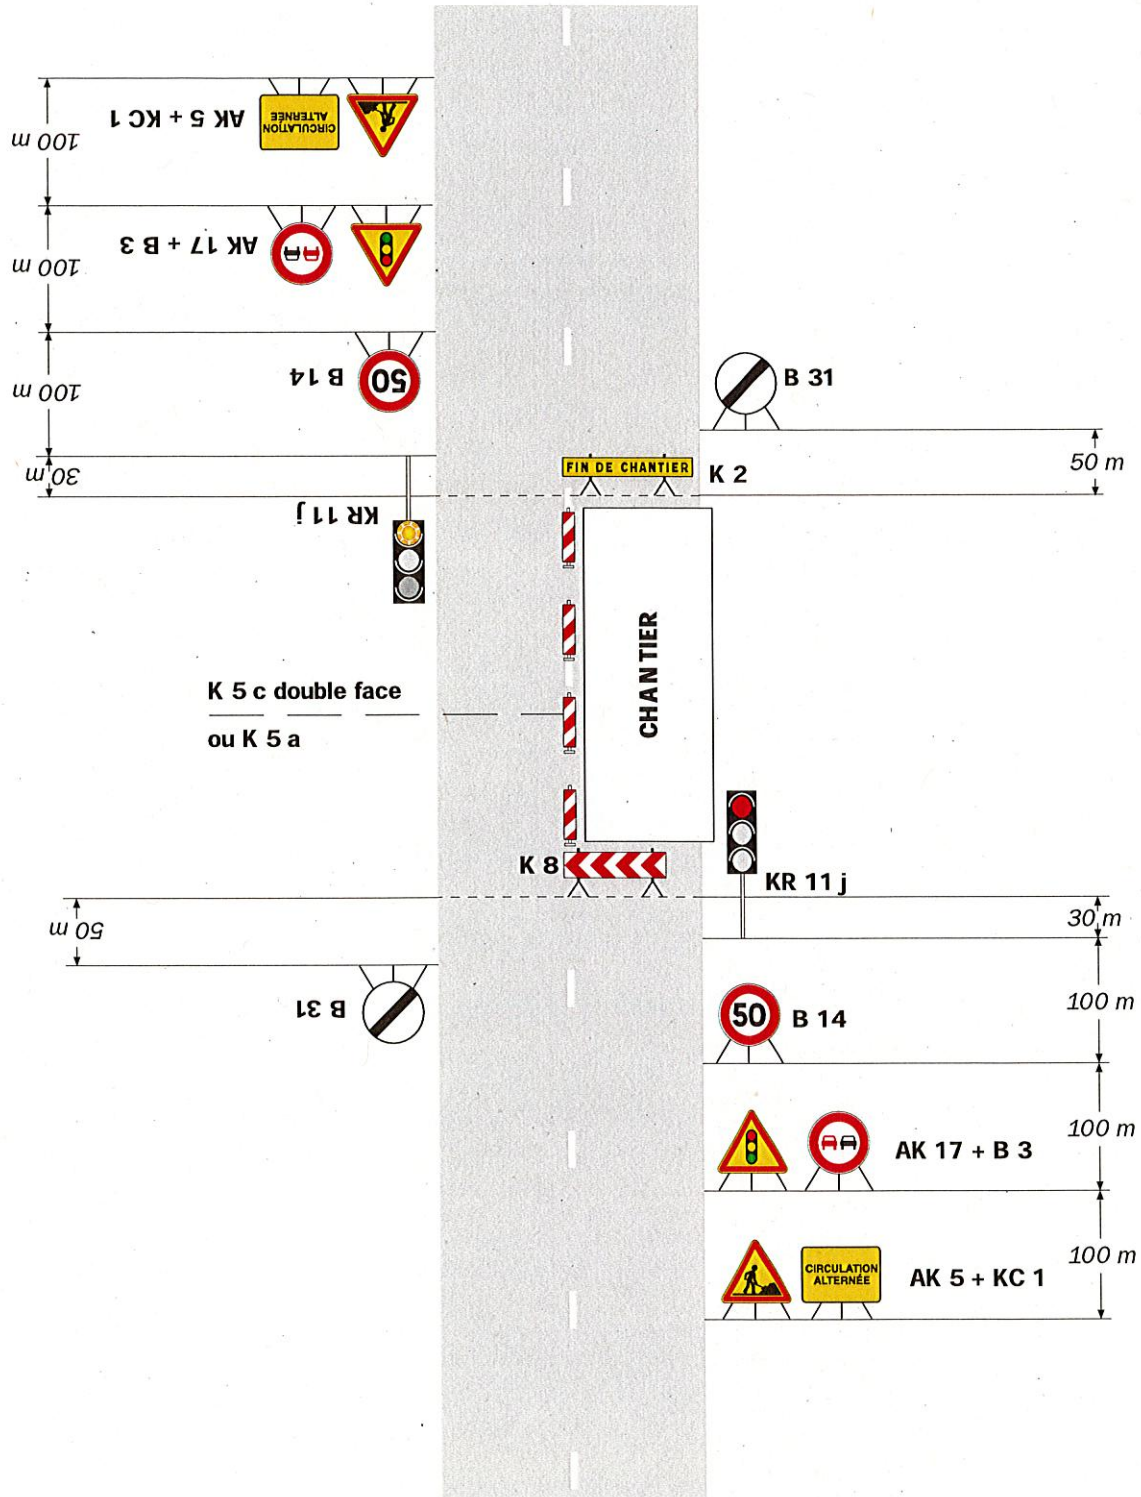 CIRCULATION
ALTERNÉE
AK 5 + KC 1
100 m
AK 17 + B 3
100 m
50
B 14
100 m
B 31
30 m
FIN DE CHANTIER
K 2
50 m
KR 11 j
CHANTIER
K 5 c double face
ou K 5 a
K 8
KR 11 j
50 m
30 m
B 31
50
B 14
100 m
AK 17 + B 3
100 m
CIRCULATION
ALTERNÉE
AK 5 + KC 1
100 m